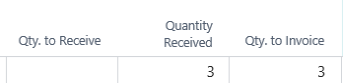 Qty. to Receive Quantity Received Qty. to Invoice
3 3